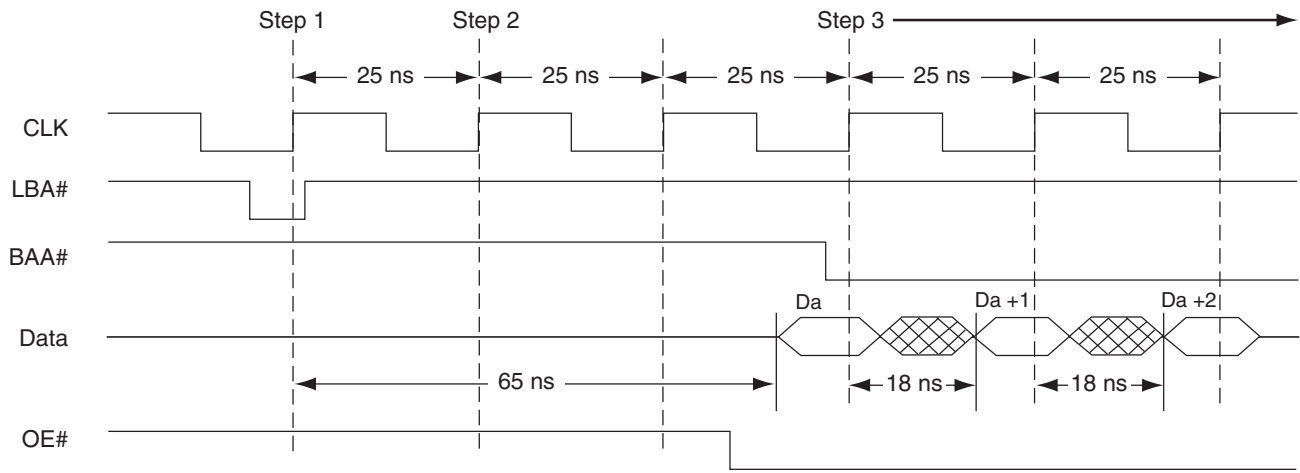 Step 1 Step 2 Step 3
25 ns 25 ns 25 ns 25 ns 25 ns
CLK
LBA#
BAA#
Da Da +1 Da +2
Data
65 ns 18 ns 18 ns
OE#